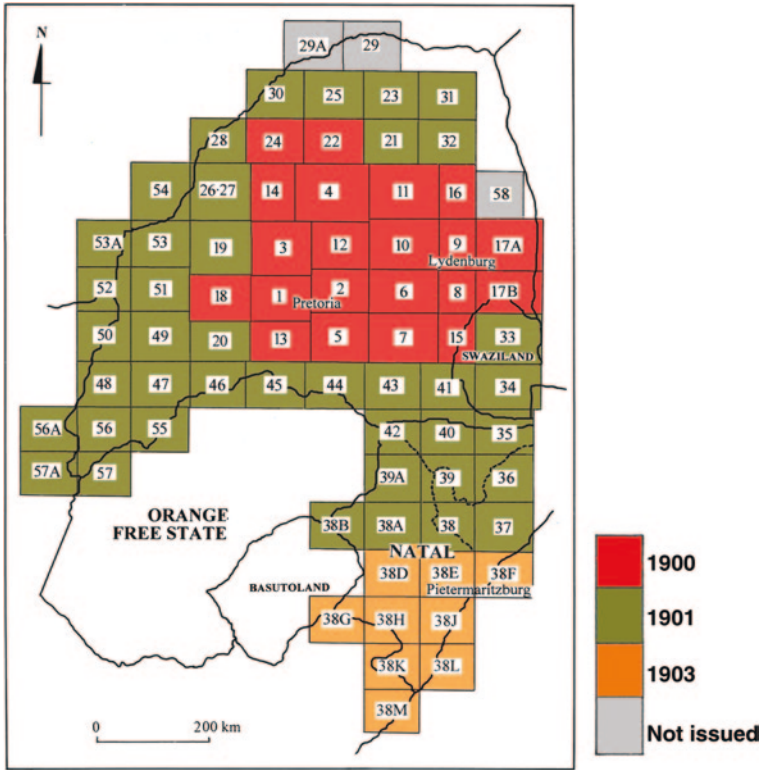 N
29A 29
30 25 23 31
28 24 22 21 32
54 26·27 14 4 11 16 58
53A 53 19 3 12 10 9 17A
Lydenburg
52 51 18 1 2 6 8 17B
Pretoria
50 49 20 13 5 7 15 33
SWAZILAND
48 47 46 45 44 43 41 34
56A 56 55 42 40 35
57A 57 39A 39 36
ORANGE
FREE STATE
38B 38A 38 37
NATAL
38D 38E 38F
BASUTOLAND
Pietermaritzburg
38G 38H 38J
38K 38L
38M
0 200 km
1900
1901
1903
Not issued